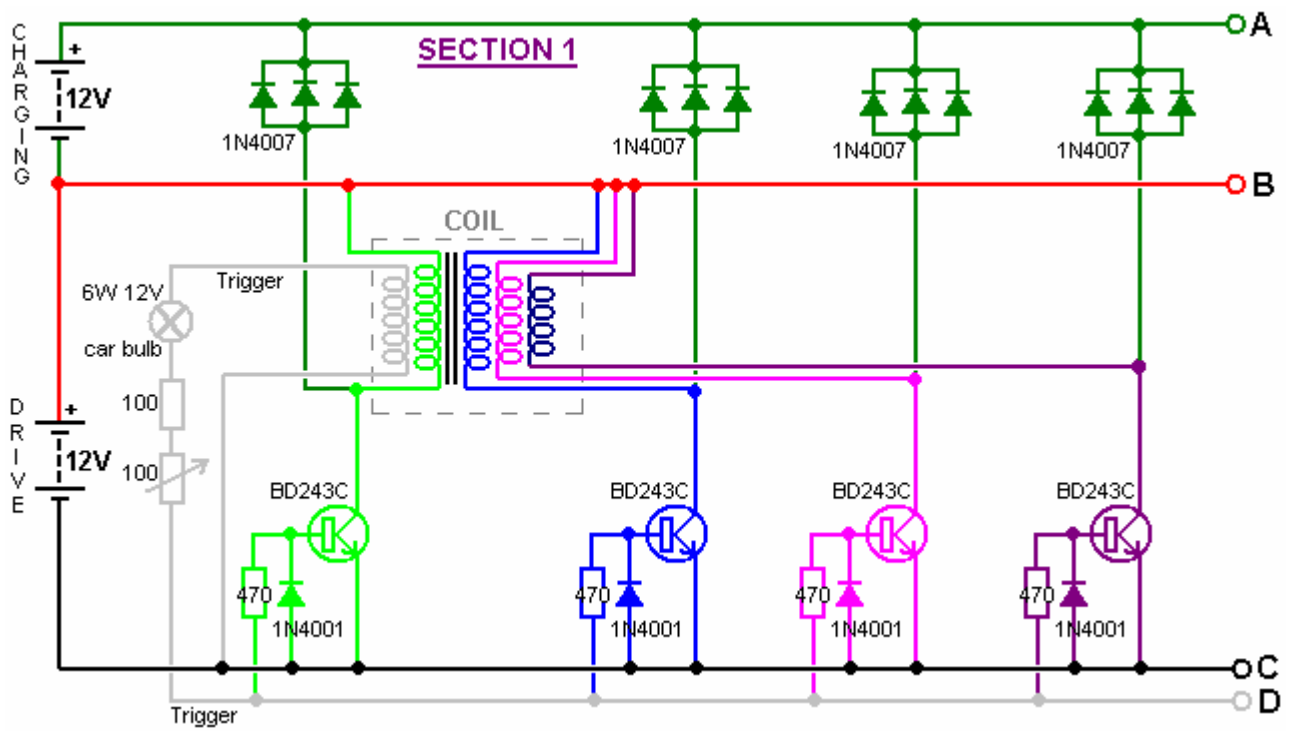 CHARGING
+
12V
SECTION 1
A
1N4007
1N4007
1N4007
1N4007
B
COIL
Trigger
6W 12V
car bulb
100
100
DRIVE
+
12V
BD243C
BD243C
BD243C
BD243C
470
470
470
470
1N4001
1N4001
1N4001
1N4001
C
D
Trigger